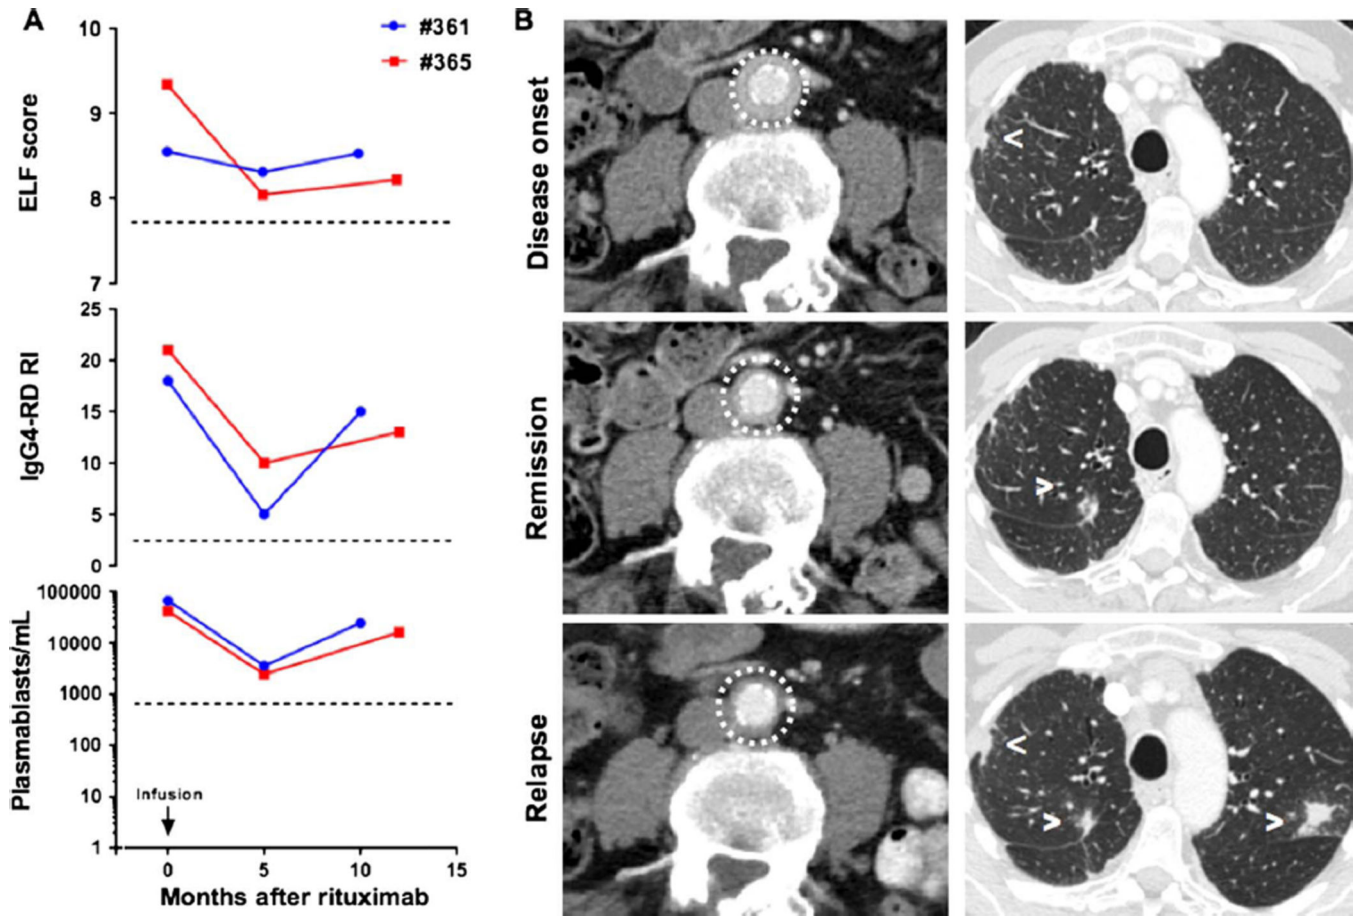 A
10
9
8
7
ELF score
#361
#365
25
20
15
10
5
0
IgG4-RD RI
100000
10000
1000
100
10
1
Plasmablasts/mL
Infusion
0
5
10
15
Months after rituximab
B
Disease onset
<
Remission
>
Relapse
<
>
>